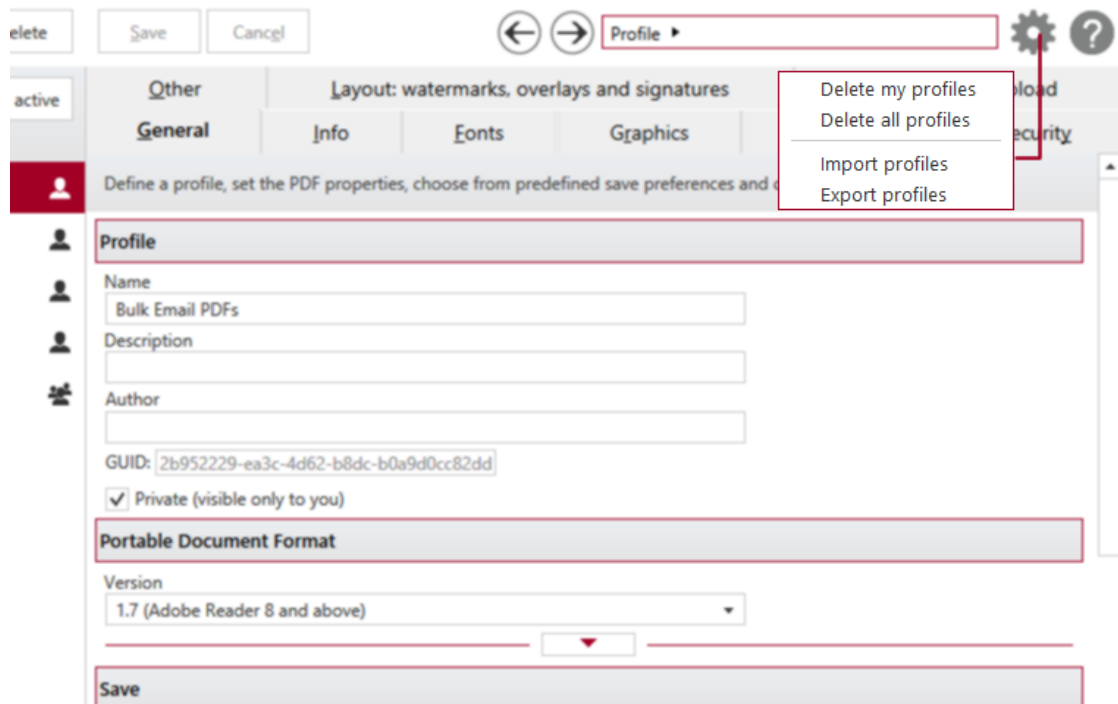 elete Save Cancel Profile
active Other Layout: watermarks, overlays and signatures pload
General Info Fonts Graphics ecurity
Delete my profiles
Delete all profiles
Import profiles
Export profiles
Define a profile, set the PDF properties, choose from predefined save preferences and
Profile
Name
Bulk Email PDFs
Description
Author
GUID: 2b952229-ea3c-4d62-b8dc-b0a9d0cc82dd
Private (visible only to you)
Portable Document Format
Version
1.7 (Adobe Reader 8 and above)
Save